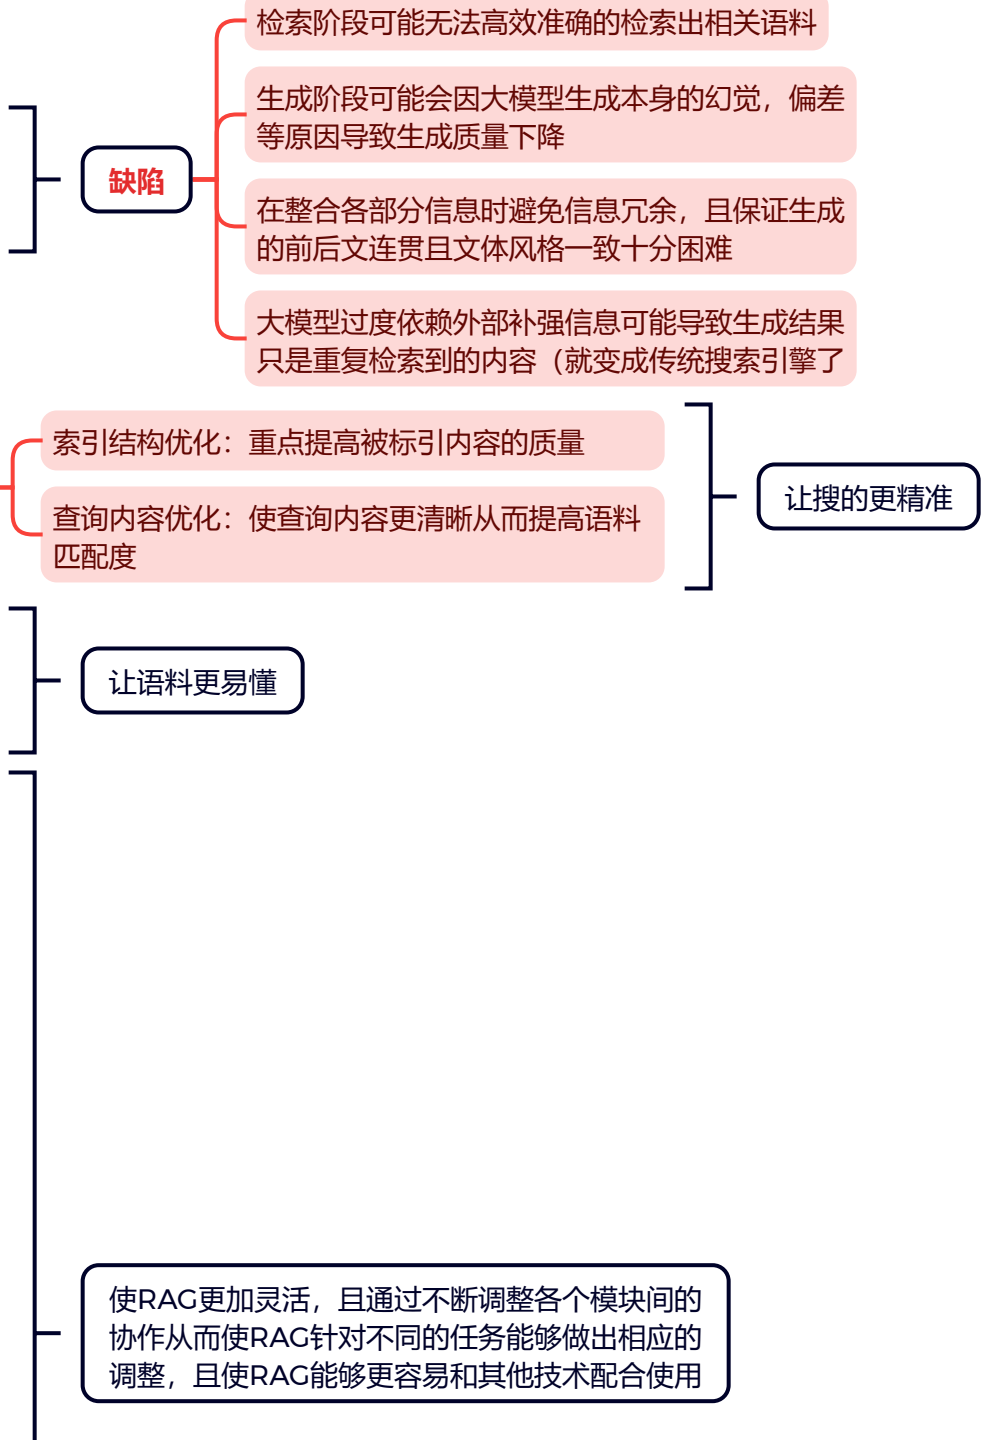 检索阶段可能无法高效准确的检索出相关语料
生成阶段可能会因大模型生成本身的幻觉，偏差
等原因导致生成质量下降
缺陷
在整合各部分信息时避免信息冗余，且保证生成
的前后文连贯且文体风格一致十分困难
大模型过度依赖外部补强信息可能导致生成结果
只是重复检索到的内容（就变成传统搜索引擎了
索引结构优化：重点提高被标引内容的质量
让搜的更精准
查询内容优化：使查询内容更清晰从而提高语料
匹配度
让语料更易懂
使RAG更加灵活，且通过不断调整各个模块间的
协作从而使RAG针对不同的任务能够做出相应的
调整，且使RAG能够更容易和其他技术配合使用